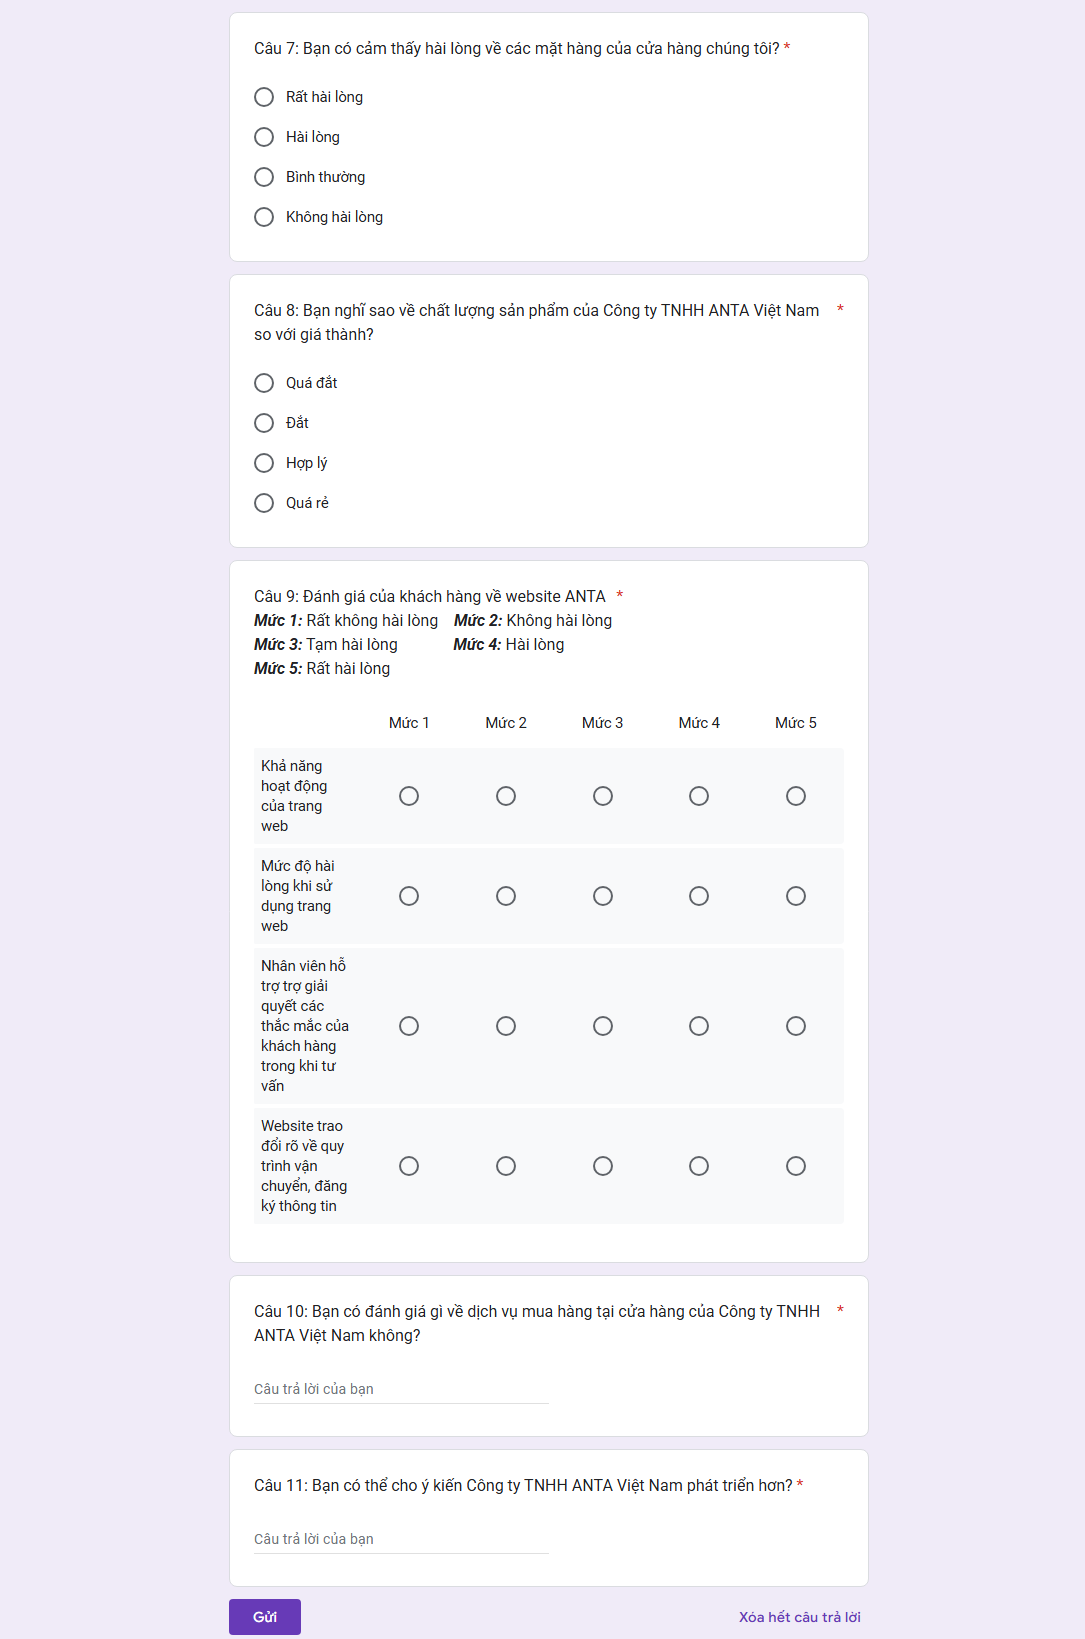 Câu 7: Bạn có cảm thấy hài lòng về các mặt hàng của cửa hàng chúng tôi? *
Rất hài lòng
Hài lòng
Bình thường
Không hài lòng
Câu 8: Bạn nghĩ sao về chất lượng sản phẩm của Công ty TNHH ANTA Việt Nam *
so với giá thành?
Quá đắt
Đắt
Hợp lý
Quá rẻ
Câu 9: Đánh giá của khách hàng về website ANTA *
Mức 1: Rất không hài lòng Mức 2: Không hài lòng
Mức 3: Tạm hài lòng Mức 4: Hài lòng
Mức 5: Rất hài lòng
Mức 1 Mức 2 Mức 3 Mức 4 Mức 5
Khả năng
hoạt động
của trang
web
Mức độ hài
lòng khi sử
dụng trang
web
Nhân viên hỗ
trợ trợ giải
quyết các
thắc mắc của
khách hàng
trong khi tư
vấn
Website trao
đổi rõ về quy
trình vận
chuyển, đăng
ký thông tin
Câu 10: Bạn có đánh giá gì về dịch vụ mua hàng tại cửa hàng của Công ty TNHH *
ANTA Việt Nam không?
Câu trả lời của bạn
Câu 11: Bạn có thể cho ý kiến Công ty TNHH ANTA Việt Nam phát triển hơn? *
Câu trả lời của bạn
Gửi
Xóa hết câu trả lời